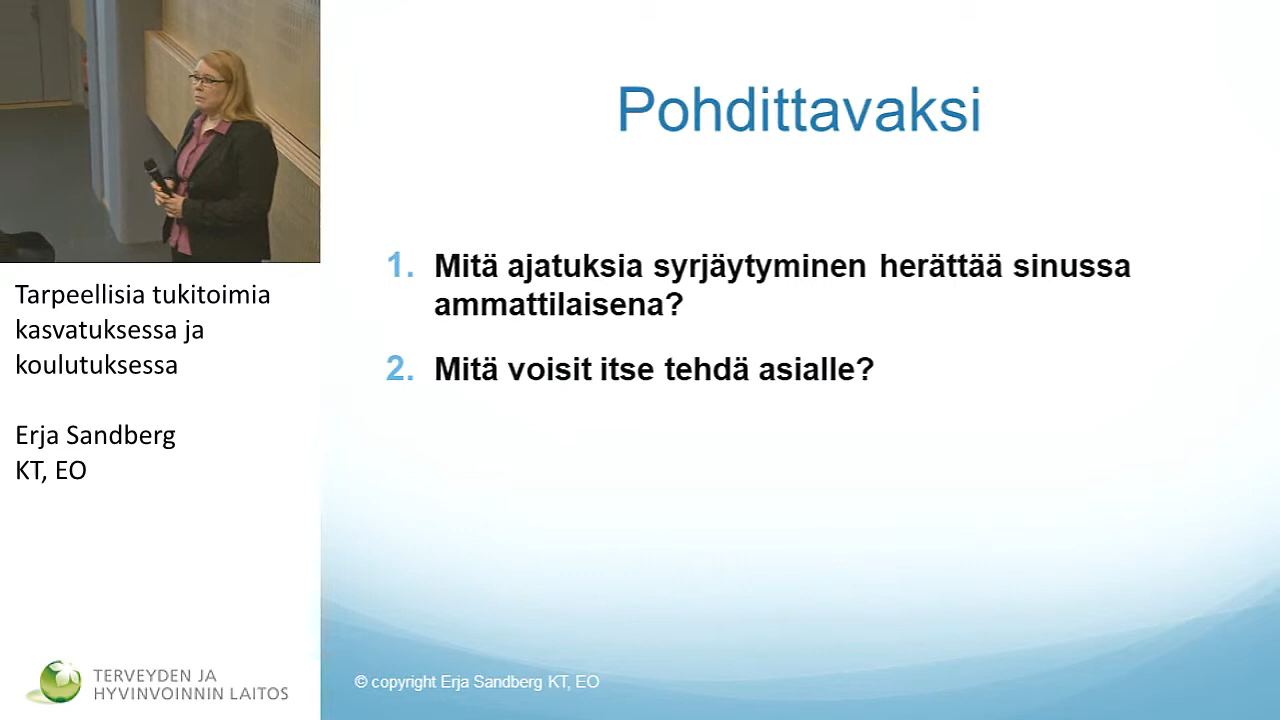 Pohdittavaksi
1. Mitä ajatuksia syrjäytyminen herättää sinussa
ammattilaisena?
2. Mitä voisit itse tehdä asialle?
Tarpeellisia tukitoimia
kasvatuksessa ja
koulutuksessa
Erja Sandberg
KT, EO
TERVEYDEN JA
HYVINVOINNIN LAITOS
© copyright Erja Sandberg KT, EO